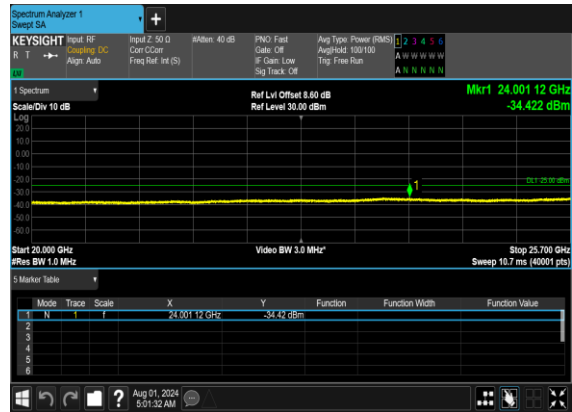 Spectrum Analyzer 1
Swept SA
KEYSIGHT Input: RF Input Z: 50 Ω #Atten: 40 dB PNO: Fast Avg Type: Power (RMS) 1 2 3 4 5 6
R T Coupling: DC Corr CCorr Gate: Off Avg|Hold: 100/100 A W W W W W
Align: Auto Freq Ref: Int (S) IF Gain: Low Trig: Free Run
Sig Track: Off A N N N N N
1 Spectrum Ref Lvl Offset 8.60 dB Mkr1 24.001 12 GHz
Scale/Div 10 dB Ref Level 30.00 dBm -34.422 dBm
Log
20.0
10.0
0.00
-10.0
-20.0 1 DL1 -25.00 dBm
-30.0
-40.0
-50.0
-60.0
Start 20.000 GHz Video BW 3.0 MHz* Stop 25.700 GHz
#Res BW 1.0 MHz Sweep 10.7 ms (40001 pts)
5 Marker Table
Mode Trace Scale X Y Function Function Width Function Value
1 N 1 f 24.001 12 GHz -34.42 dBm
2
3
4
5
6
Aug 01, 2024
5:01:32 AM